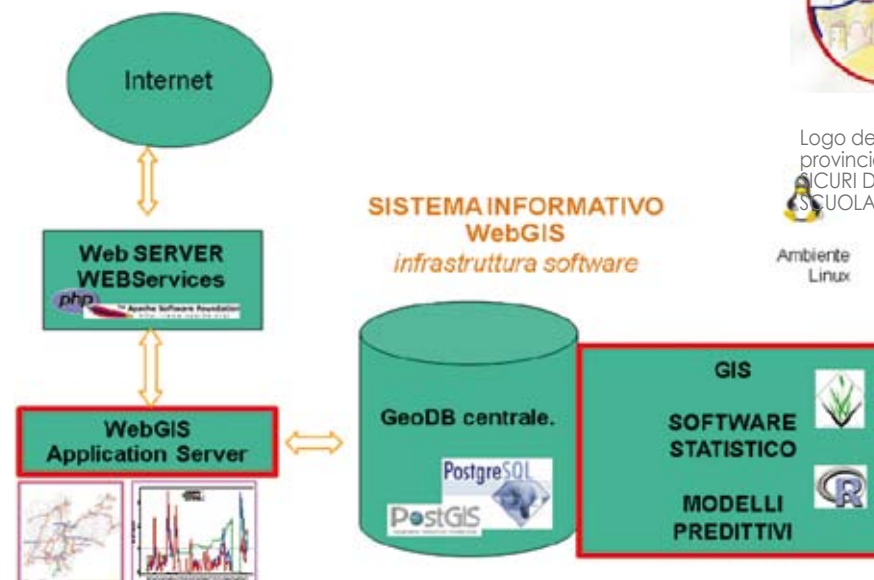 Internet
Logo de
provinci
SICURI D
SCUOLA
SISTEMA INFORMATIVO
WebGIS
infrastruttura software
Ambiente
Linux
Web SERVER
WEBServices
php
Apache Software Foundation
WebGIS
Application Server
GeoDB centrale.
PostgreSQL
PostGIS
GIS
SOFTWARE
STATISTICO
R
MODELLI
PREDITTIVI